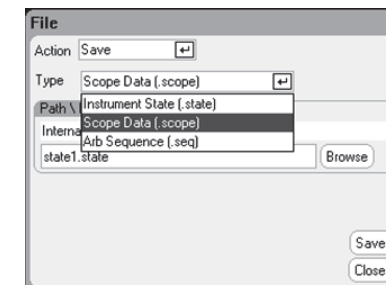 File
Action Save
Type Scope Data (.scope)
Instrument State (.state)
Path \
Scope Data (.scope)
Interna
Arb Sequence (.seq)
state1.state Browse
Save
Close